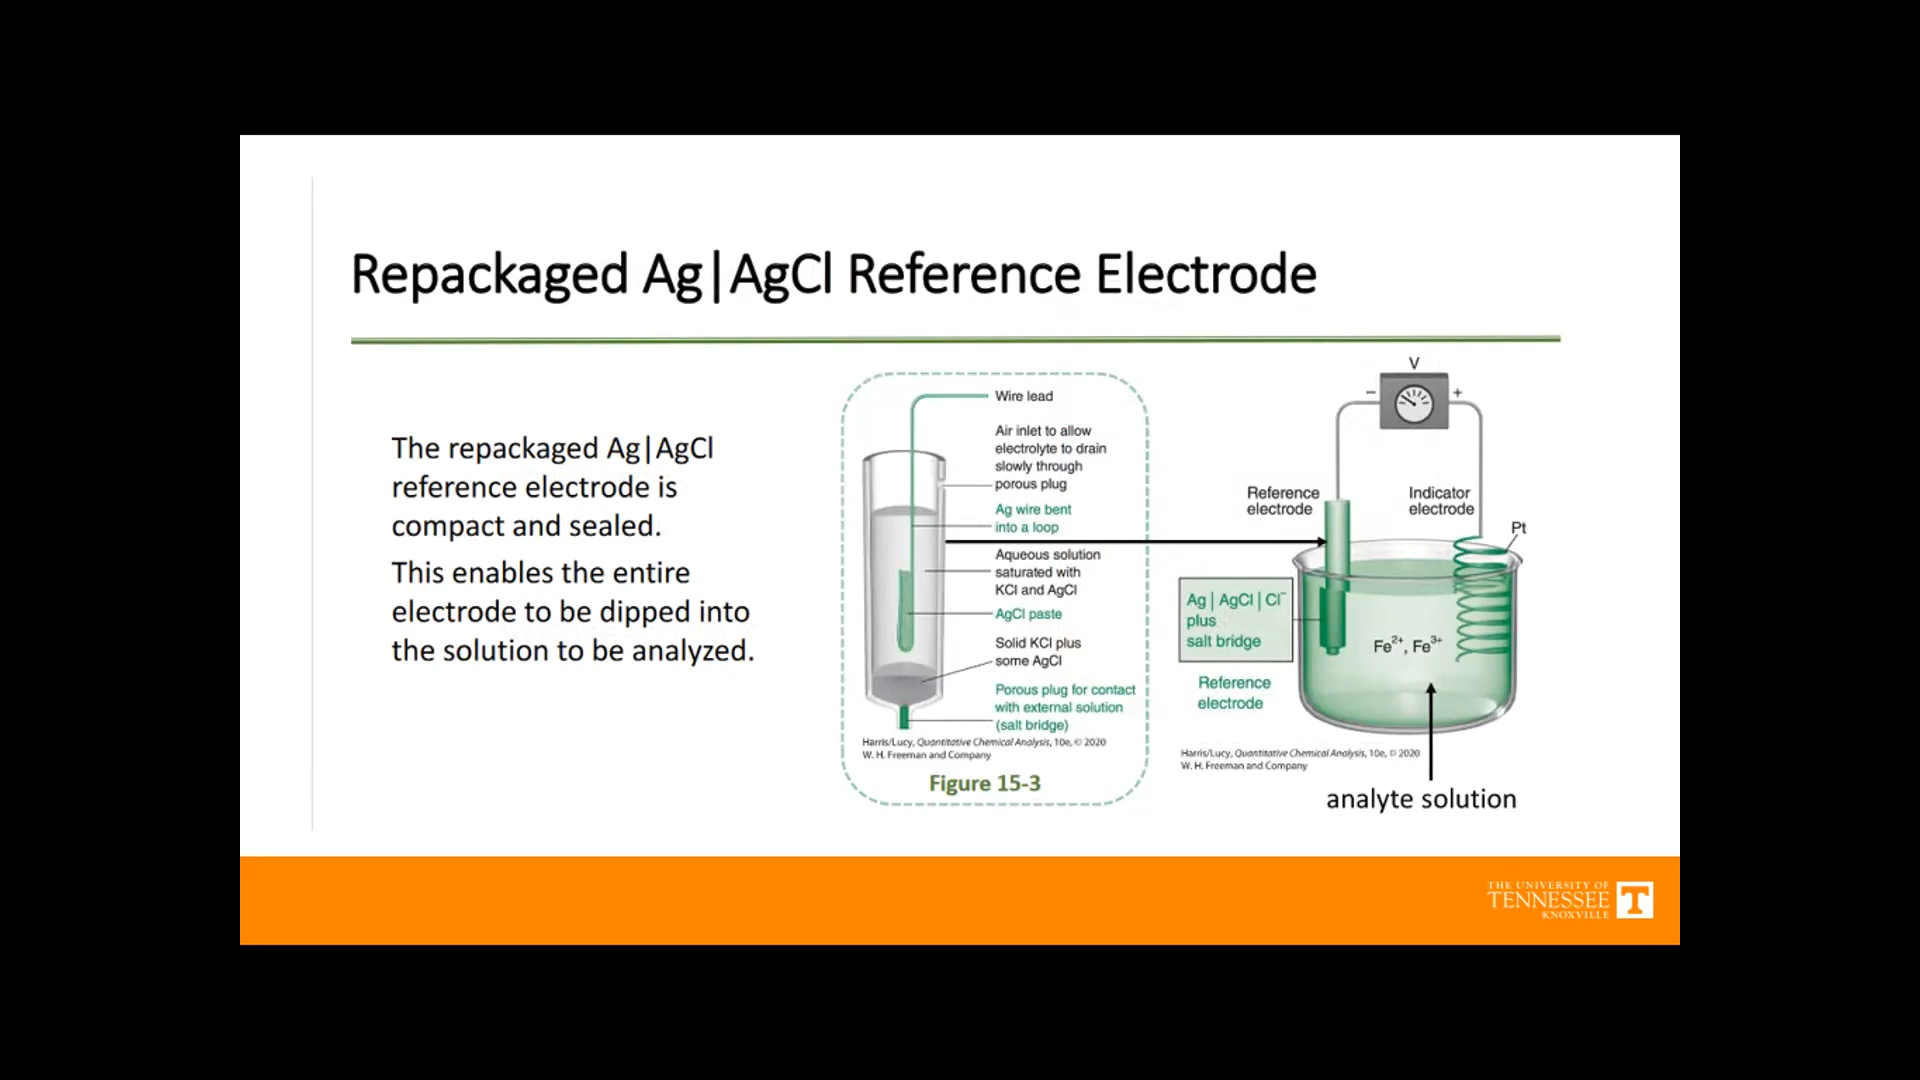 Repackaged Ag|AgCl Reference Electrode
The repackaged Ag|AgCl
reference electrode is
compact and sealed.
This enables the entire
electrode to be dipped into
the solution to be analyzed.
Wire lead
Air inlet to allow
electrolyte to drain
slowly through
porous plug
Ag wire bent
into a loop
Aqueous solution
saturated with
KCl and AgCl
AgCl paste
Solid KCl plus
some AgCl
Porous plug for contact
with external solution
(salt bridge)
Harris/Lucy, Quantitative Chemical Analysis, 10e, © 2020
W. H. Freeman and Company
Figure 15-3
V
− +
Reference
electrode
Indicator
electrode
Pt
Ag | AgCl | Cl⁻
plus
salt bridge
Reference
electrode
Fe²⁺, Fe³⁺
Harris/Lucy, Quantitative Chemical Analysis, 10e, © 2020
W. H. Freeman and Company
analyte solution
THE UNIVERSITY OF
TENNESSEE
KNOXVILLE
T